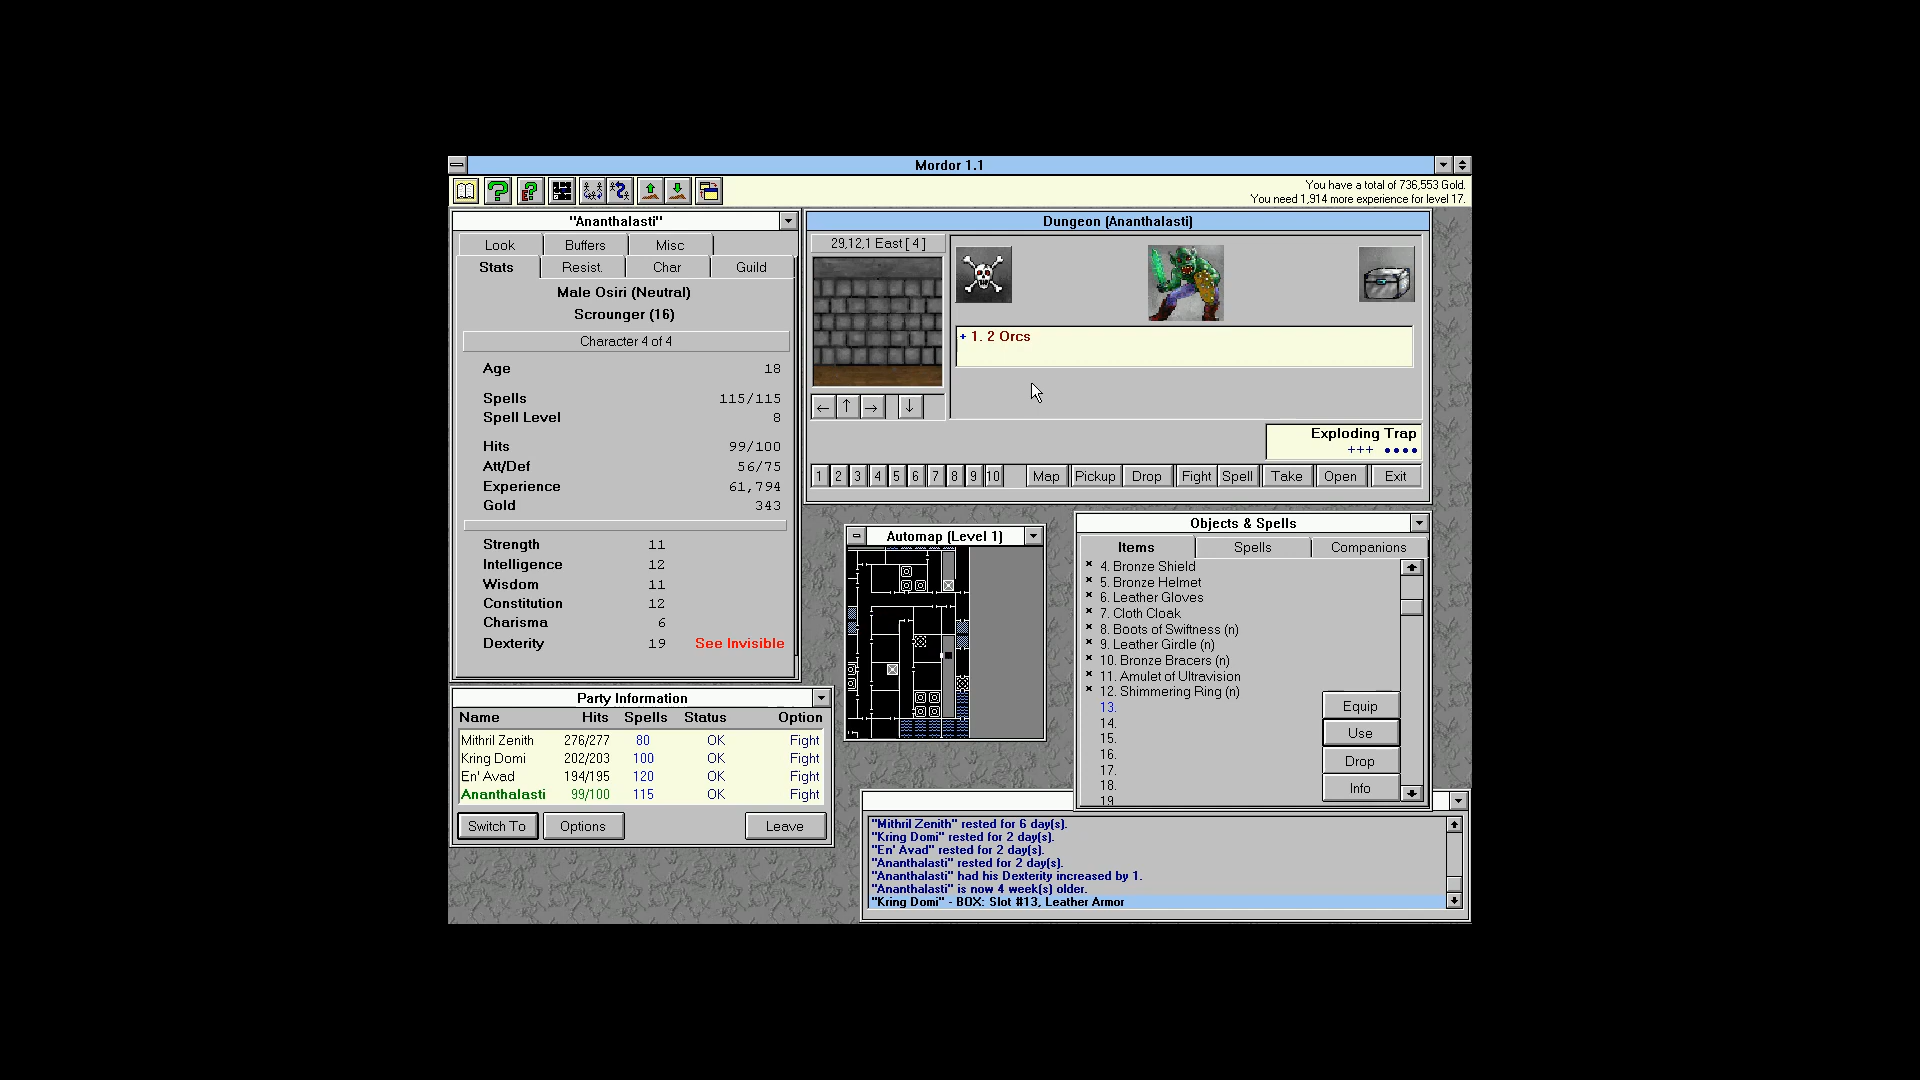 Mordor 1.1
You have a total of 736,553 Gold.
You need 1,914 more experience for level 17.
"Ananthalasti"
Look Buffers Misc
Stats Resist. Char Guild
Male Osiri (Neutral)
Scrounger (16)
Character 4 of 4
Age 18
Spells 115/115
Spell Level 8
Hits 99/100
Att/Def 56/75
Experience 61,794
Gold 343
Strength 11
Intelligence 12
Wisdom 11
Constitution 12
Charisma 6
Dexterity 19 See Invisible
Dungeon (Ananthalasti)
29,12,1 East [ 4 ]
+ 1. 2 Orcs
Exploding Trap
+++ ••••
1 2 3 4 5 6 7 8 9 10 Map Pickup Drop Fight Spell Take Open Exit
Automap (Level 1)
Objects & Spells
Items Spells Companions
× 4. Bronze Shield
× 5. Bronze Helmet
× 6. Leather Gloves
× 7. Cloth Cloak
× 8. Boots of Swiftness (n)
× 9. Leather Girdle (n)
× 10. Bronze Bracers (n)
× 11. Amulet of Ultravision
× 12. Shimmering Ring (n)
13.
14.
15.
16.
17.
18.
19
Equip
Use
Drop
Info
Party Information
Name Hits Spells Status Option
Mithril Zenith 276/277 80 OK Fight
Kring Domi 202/203 100 OK Fight
En' Avad 194/195 120 OK Fight
Ananthalasti 99/100 115 OK Fight
Switch To Options Leave
"Mithril Zenith" rested for 6 day(s).
"Kring Domi" rested for 2 day(s).
"En' Avad" rested for 2 day(s).
"Ananthalasti" rested for 2 day(s).
"Ananthalasti" had his Dexterity increased by 1.
"Ananthalasti" is now 4 week(s) older.
"Kring Domi" - BOX: Slot #13, Leather Armor